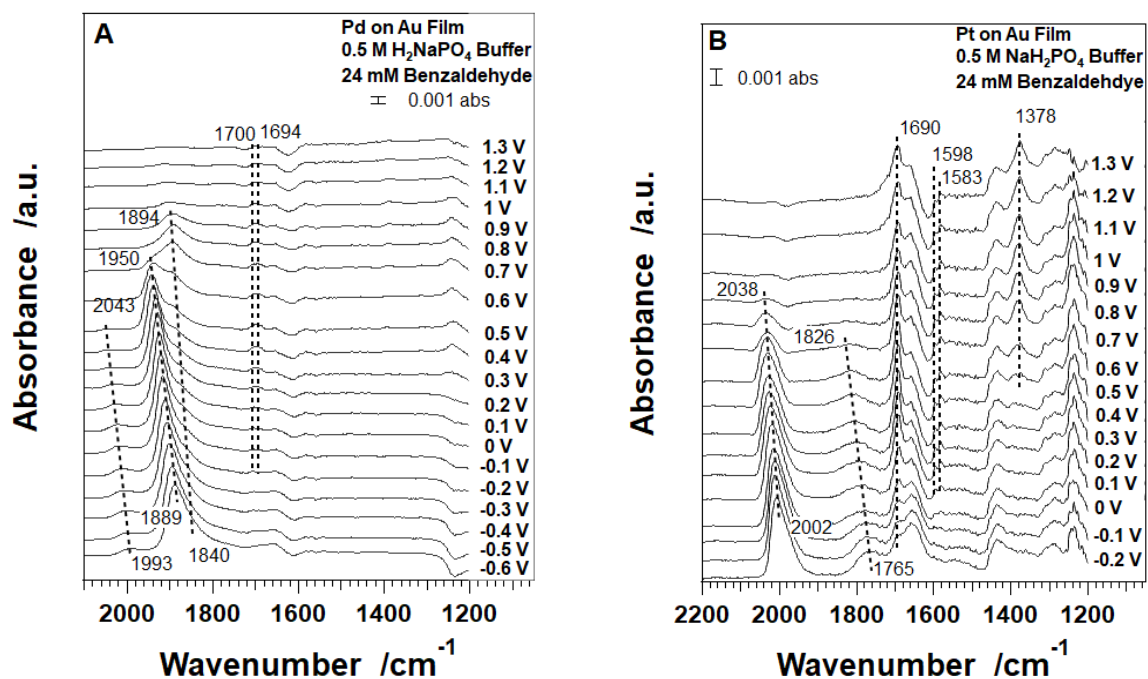 A
Pd on Au Film
0.5 M H₂NaPO₄ Buffer
24 mM Benzaldehyde
0.001 abs
1700
1694
1894
1950
2043
1889
1993
1840
1.3 V
1.2 V
1.1 V
1 V
0.9 V
0.8 V
0.7 V
0.6 V
0.5 V
0.4 V
0.3 V
0.2 V
0.1 V
0 V
-0.1 V
-0.2 V
-0.3 V
-0.4 V
-0.5 V
-0.6 V
Absorbance /a.u.
2000
1800
1600
1400
1200
Wavenumber /cm⁻¹
B
Pt on Au Film
0.5 M NaH₂PO₄ Buffer
24 mM Benzaldehdye
0.001 abs
1690
1378
1598
1583
2038
1826
2002
1765
1.3 V
1.2 V
1.1 V
1 V
0.9 V
0.8 V
0.7 V
0.6 V
0.5 V
0.4 V
0.3 V
0.2 V
0.1 V
0 V
-0.1 V
-0.2 V
Absorbance /a.u.
2200
2000
1800
1600
1400
1200
Wavenumber /cm⁻¹